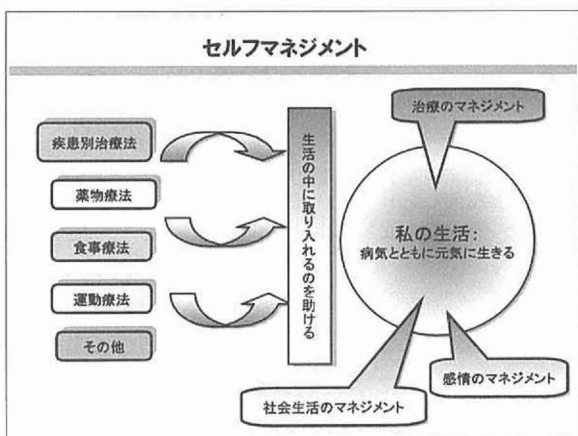 セルフマネジメント
疾患別治療法
薬物療法
食事療法
運動療法
その他
生活の中に取り入れるのを助ける
治療のマネジメント
私の生活：
病気とともに元気に生きる
感情のマネジメント
社会生活のマネジメント